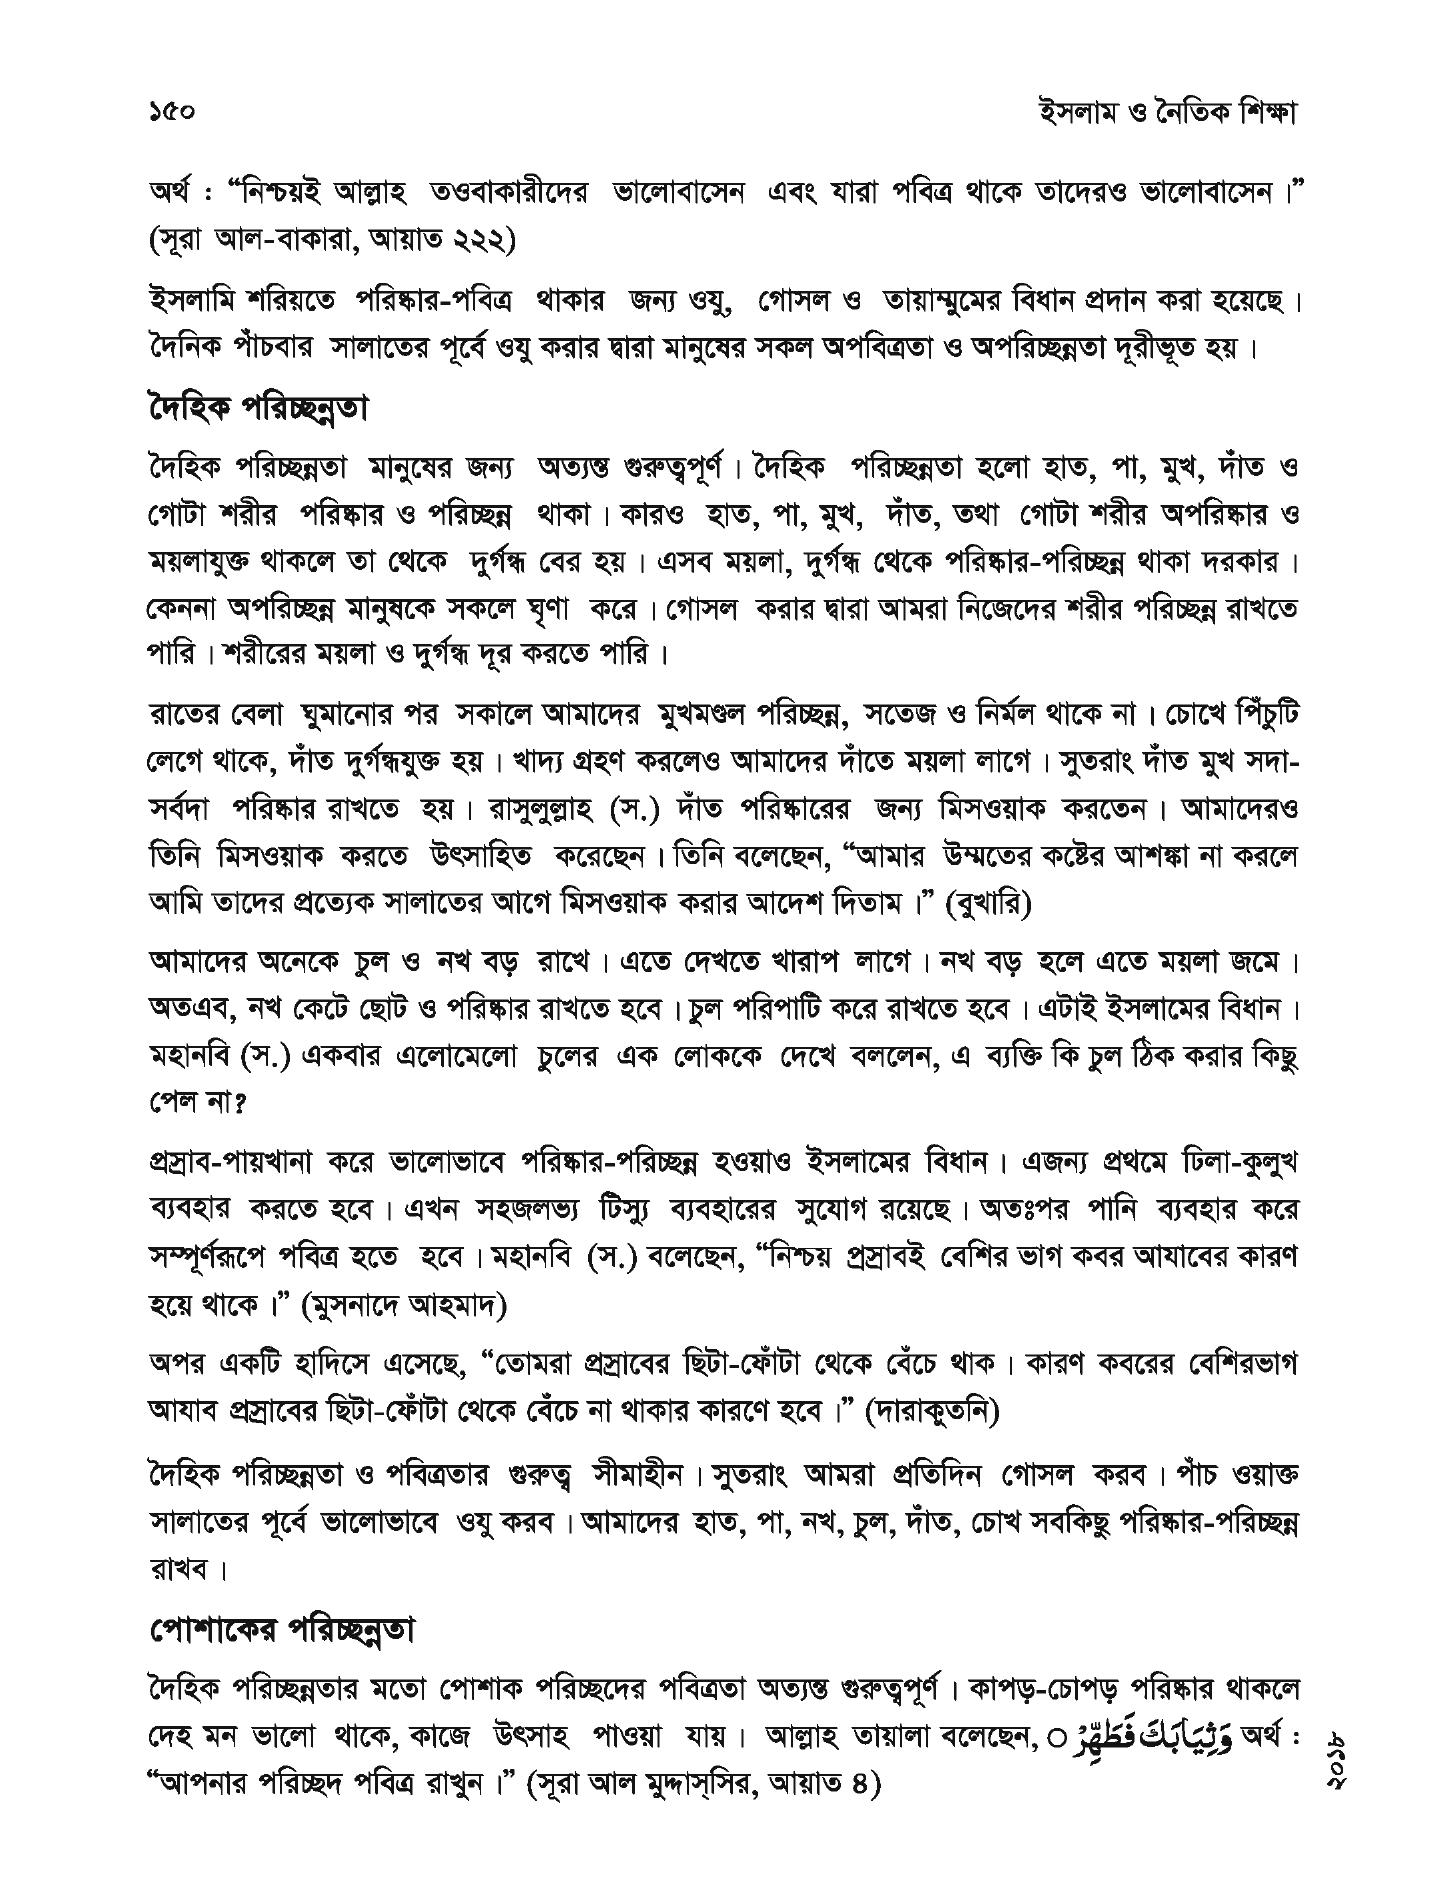 ১৫০
ইসলাম ও নৈতিক শিক্ষা
অর্থ : “নিশ্চয়ই আল্লাহ তওবাকারীদের ভালোবাসেন এবং যারা পবিত্র থাকে তাদেরও ভালোবাসেন।”
(সূরা আল-বাকারা, আয়াত ২২২)
ইসলামি শরিয়তে পরিষ্কার-পবিত্র থাকার জন্য ওযু, গোসল ও তায়াম্মুমের বিধান প্রদান করা হয়েছে।
দৈনিক পাঁচবার সালাতের পূর্বে ওযু করার দ্বারা মানুষের সকল অপবিত্রতা ও অপরিচ্ছন্নতা দূরীভূত হয়।
দৈহিক পরিচ্ছন্নতা
দৈহিক পরিচ্ছন্নতা মানুষের জন্য অত্যন্ত গুরুত্বপূর্ণ। দৈহিক পরিচ্ছন্নতা হলো হাত, পা, মুখ, দাঁত ও
গোটা শরীর পরিষ্কার ও পরিচ্ছন্ন থাকা। কারও হাত, পা, মুখ, দাঁত, তথা গোটা শরীর অপরিষ্কার ও
ময়লাযুক্ত থাকলে তা থেকে দুর্গন্ধ বের হয়। এসব ময়লা, দুর্গন্ধ থেকে পরিষ্কার-পরিচ্ছন্ন থাকা দরকার।
কেননা অপরিচ্ছন্ন মানুষকে সকলে ঘৃণা করে। গোসল করার দ্বারা আমরা নিজেদের শরীর পরিচ্ছন্ন রাখতে
পারি। শরীরের ময়লা ও দুর্গন্ধ দূর করতে পারি।
রাতের বেলা ঘুমানোর পর সকালে আমাদের মুখমণ্ডল পরিচ্ছন্ন, সতেজ ও নির্মল থাকে না। চোখে পিঁচুটি
লেগে থাকে, দাঁত দুর্গন্ধযুক্ত হয়। খাদ্য গ্রহণ করলেও আমাদের দাঁতে ময়লা লাগে। সুতরাং দাঁত মুখ সদা-
সর্বদা পরিষ্কার রাখতে হয়। রাসুলুল্লাহ (স.) দাঁত পরিষ্কারের জন্য মিসওয়াক করতেন। আমাদেরও
তিনি মিসওয়াক করতে উৎসাহিত করেছেন। তিনি বলেছেন, “আমার উম্মতের কষ্টের আশঙ্কা না করলে
আমি তাদের প্রত্যেক সালাতের আগে মিসওয়াক করার আদেশ দিতাম।” (বুখারি)
আমাদের অনেকে চুল ও নখ বড় রাখে। এতে দেখতে খারাপ লাগে। নখ বড় হলে এতে ময়লা জমে।
অতএব, নখ কেটে ছোট ও পরিষ্কার রাখতে হবে। চুল পরিপাটি করে রাখতে হবে। এটাই ইসলামের বিধান।
মহানবি (স.) একবার এলোমেলো চুলের এক লোককে দেখে বললেন, এ ব্যক্তি কি চুল ঠিক করার কিছু
পেল না?
প্রস্রাব-পায়খানা করে ভালোভাবে পরিষ্কার-পরিচ্ছন্ন হওয়াও ইসলামের বিধান। এজন্য প্রথমে ঢিলা-কুলুখ
ব্যবহার করতে হবে। এখন সহজলভ্য টিস্যু ব্যবহারের সুযোগ রয়েছে। অতঃপর পানি ব্যবহার করে
সম্পূর্ণরূপে পবিত্র হতে হবে। মহানবি (স.) বলেছেন, “নিশ্চয় প্রস্রাবই বেশির ভাগ কবর আযাবের কারণ
হয়ে থাকে।” (মুসনাদে আহমাদ)
অপর একটি হাদিসে এসেছে, “তোমরা প্রস্রাবের ছিটা-ফোঁটা থেকে বেঁচে থাক। কারণ কবরের বেশিরভাগ
আযাব প্রস্রাবের ছিটা-ফোঁটা থেকে বেঁচে না থাকার কারণে হবে।” (দারাকুতনি)
দৈহিক পরিচ্ছন্নতা ও পবিত্রতার গুরুত্ব সীমাহীন। সুতরাং আমরা প্রতিদিন গোসল করব। পাঁচ ওয়াক্ত
সালাতের পূর্বে ভালোভাবে ওযু করব। আমাদের হাত, পা, নখ, চুল, দাঁত, চোখ সবকিছু পরিষ্কার-পরিচ্ছন্ন
রাখব।
পোশাকের পরিচ্ছন্নতা
দৈহিক পরিচ্ছন্নতার মতো পোশাক পরিচ্ছদের পবিত্রতা অত্যন্ত গুরুত্বপূর্ণ। কাপড়-চোপড় পরিষ্কার থাকলে
দেহ মন ভালো থাকে, কাজে উৎসাহ পাওয়া যায়। আল্লাহ তায়ালা বলেছেন, وَثِيَابَكَ فَطَهِّرْ ○ অর্থ :
“আপনার পরিচ্ছদ পবিত্র রাখুন।” (সূরা আল মুদ্দাস্‌সির, আয়াত ৪)
২০১৮